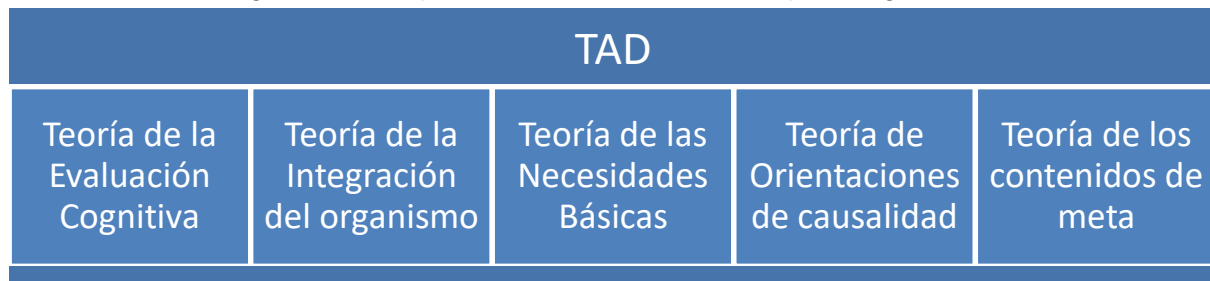 TAD
Teoría de la
Evaluación
Cognitiva
Teoría de la
Integración
del organismo
Teoría de las
Necesidades
Básicas
Teoría de
Orientaciones
de causalidad
Teoría de los
contenidos de
meta